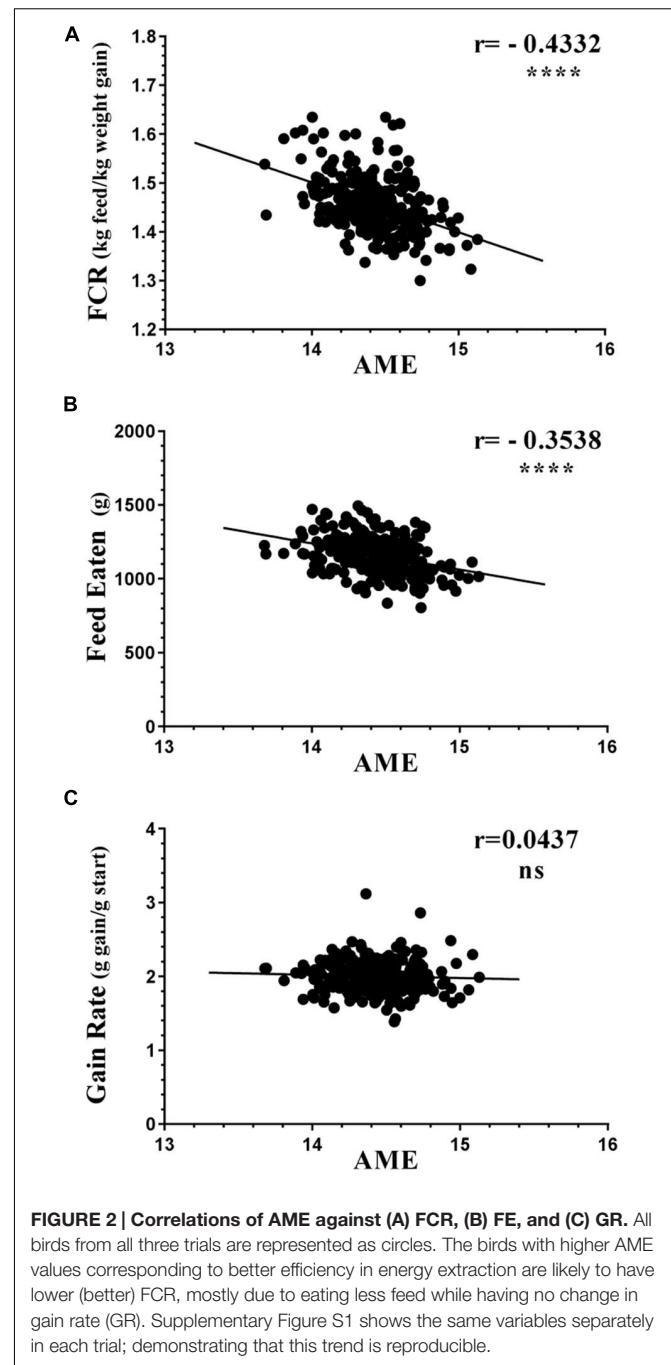 A
r= - 0.4332
****
FCR (kg feed/kg weight gain)
1.8
1.7
1.6
1.5
1.4
1.3
1.2
13 14 15 16
AME
B
r= - 0.3538
****
Feed Eaten (g)
2000
1500
1000
500
0
13 14 15 16
AME
C
r=0.0437
ns
Gain Rate (g gain/g start)
4
3
2
1
0
13 14 15 16
AME
FIGURE 2 | Correlations of AME against (A) FCR, (B) FE, and (C) GR. All
birds from all three trials are represented as circles. The birds with higher AME
values corresponding to better efficiency in energy extraction are likely to have
lower (better) FCR, mostly due to eating less feed while having no change in
gain rate (GR). Supplementary Figure S1 shows the same variables separately
in each trial; demonstrating that this trend is reproducible.